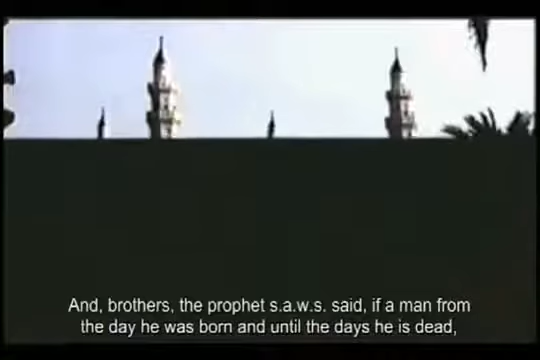 And, brothers, the prophet s.a.w.s. said, if a man from
the day he was born and until the days he is dead,